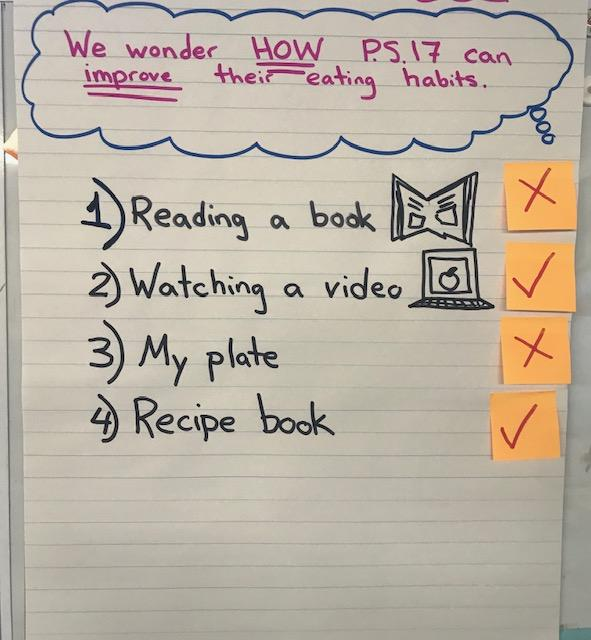 We wonder HOW P.S.17 can
improve their eating habits.
1) Reading a book
2) Watching a video
3) My plate
4) Recipe book